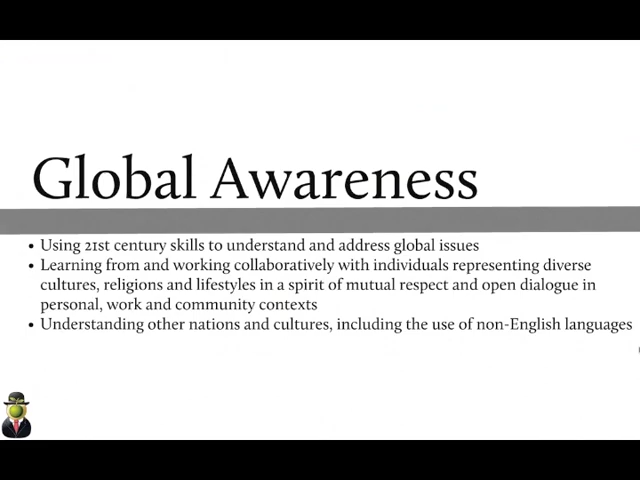 Global Awareness
• Using 21st century skills to understand and address global issues
• Learning from and working collaboratively with individuals representing diverse
cultures, religions and lifestyles in a spirit of mutual respect and open dialogue in
personal, work and community contexts
• Understanding other nations and cultures, including the use of non-English languages